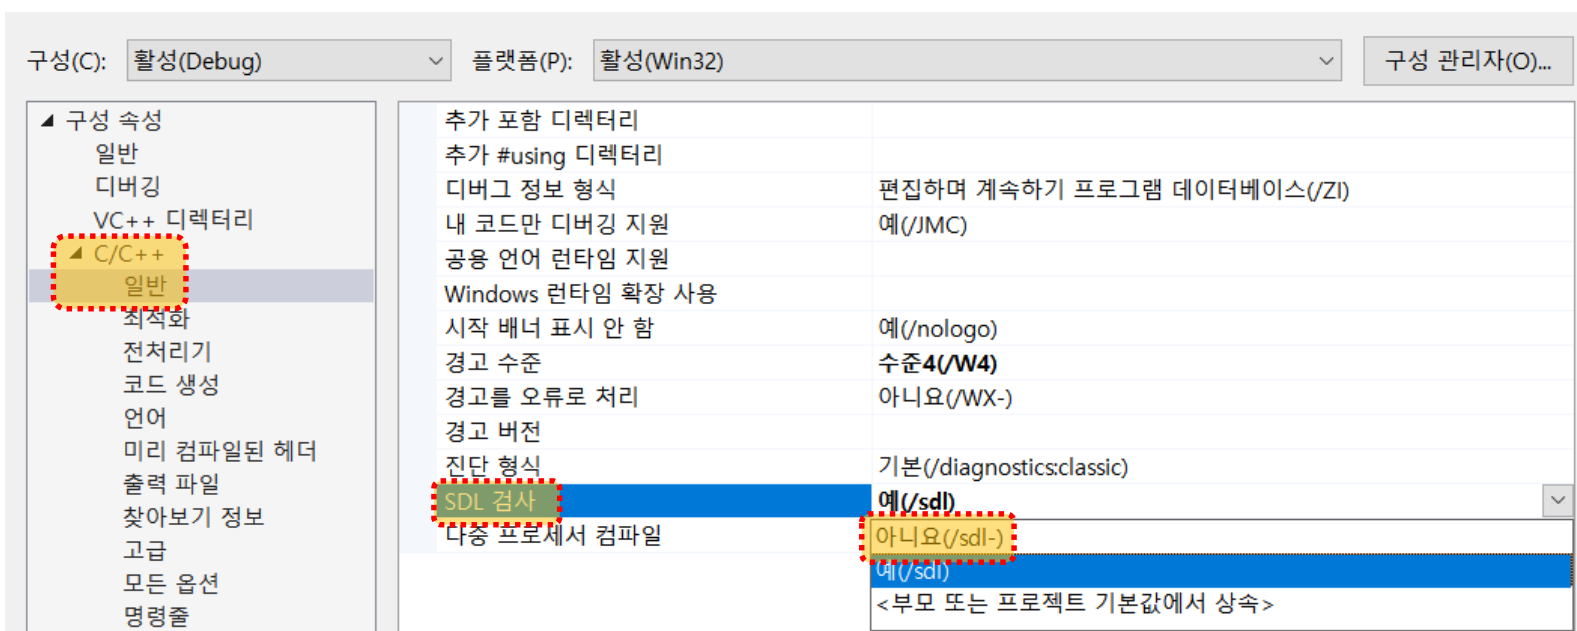 구성(C): 활성(Debug) 플랫폼(P): 활성(Win32) 구성 관리자(O)...
구성 속성
일반
디버깅
VC++ 디렉터리
C/C++
일반
최적화
전처리기
코드 생성
언어
미리 컴파일된 헤더
출력 파일
찾아보기 정보
고급
모든 옵션
명령줄
추가 포함 디렉터리
추가 #using 디렉터리
디버그 정보 형식 편집하며 계속하기 프로그램 데이터베이스(/ZI)
내 코드만 디버깅 지원 예(/JMC)
공용 언어 런타임 지원
Windows 런타임 확장 사용
시작 배너 표시 안 함 예(/nologo)
경고 수준 수준4(/W4)
경고를 오류로 처리 아니요(/WX-)
경고 버전
진단 형식 기본(/diagnostics:classic)
SDL 검사 예(/sdl)
다중 프로세서 컴파일 아니요(/sdl-)
예(/sdl)
<부모 또는 프로젝트 기본값에서 상속>